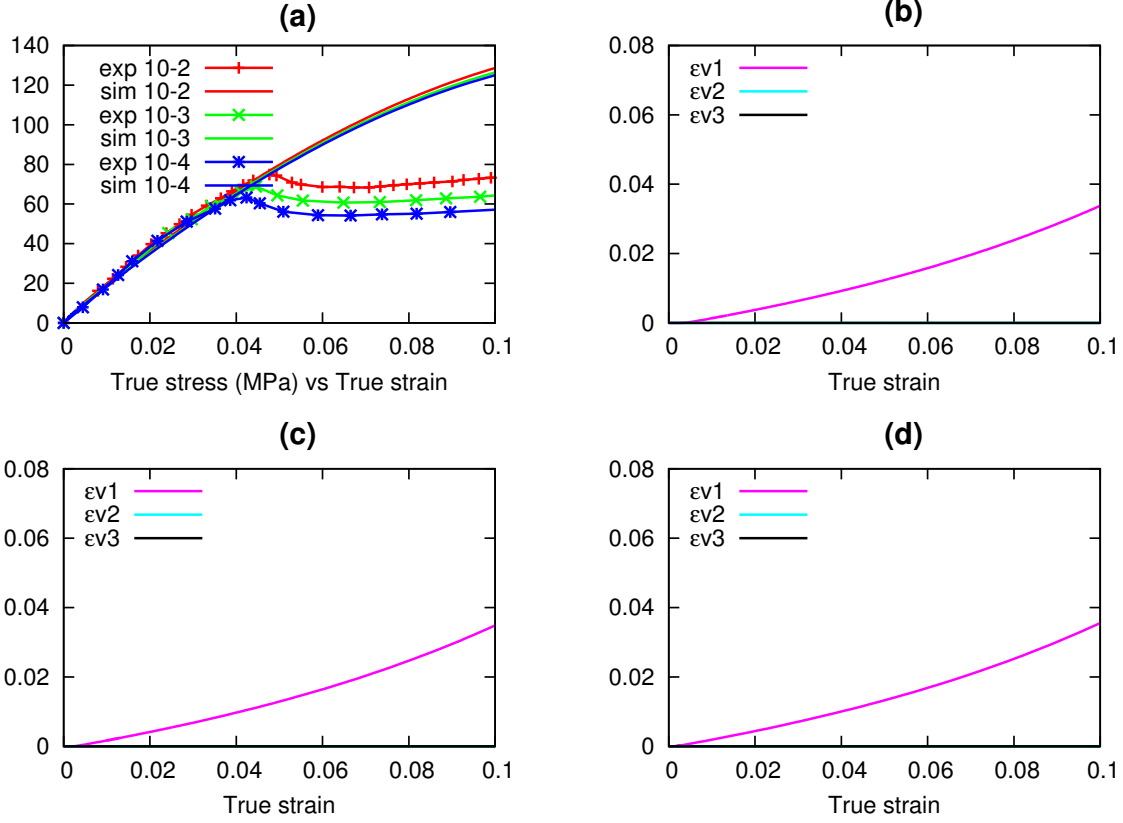 (a)
140
120
100
80
60
40
20
0
exp 10-2
sim 10-2
exp 10-3
sim 10-3
exp 10-4
sim 10-4
0 0.02 0.04 0.06 0.08 0.1
True stress (MPa) vs True strain
(b)
0.08
0.06
0.04
0.02
0
εv1
εv2
εv3
0 0.02 0.04 0.06 0.08 0.1
True strain
(c)
0.08
0.06
0.04
0.02
0
εv1
εv2
εv3
0 0.02 0.04 0.06 0.08 0.1
True strain
(d)
0.08
0.06
0.04
0.02
0
εv1
εv2
εv3
0 0.02 0.04 0.06 0.08 0.1
True strain